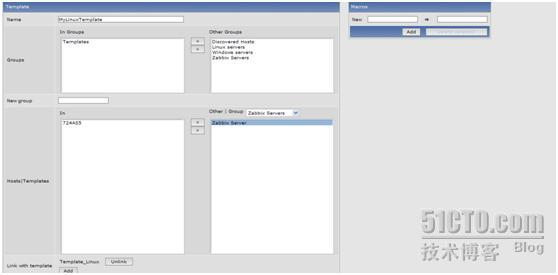 Template
Name MyLinuxTemplate
Groups
In Groups
Templates
Other Groups
Discovered Hosts
Linux servers
Windows servers
Zabbix Servers
New group
Hosts|Templates
In
724AS5
Other | Group Zabbix Servers
Zabbix Server
Link with template
Template_Linux Unlink
Add
Macros
New
Add
51CTO.com
技术博客 Blog